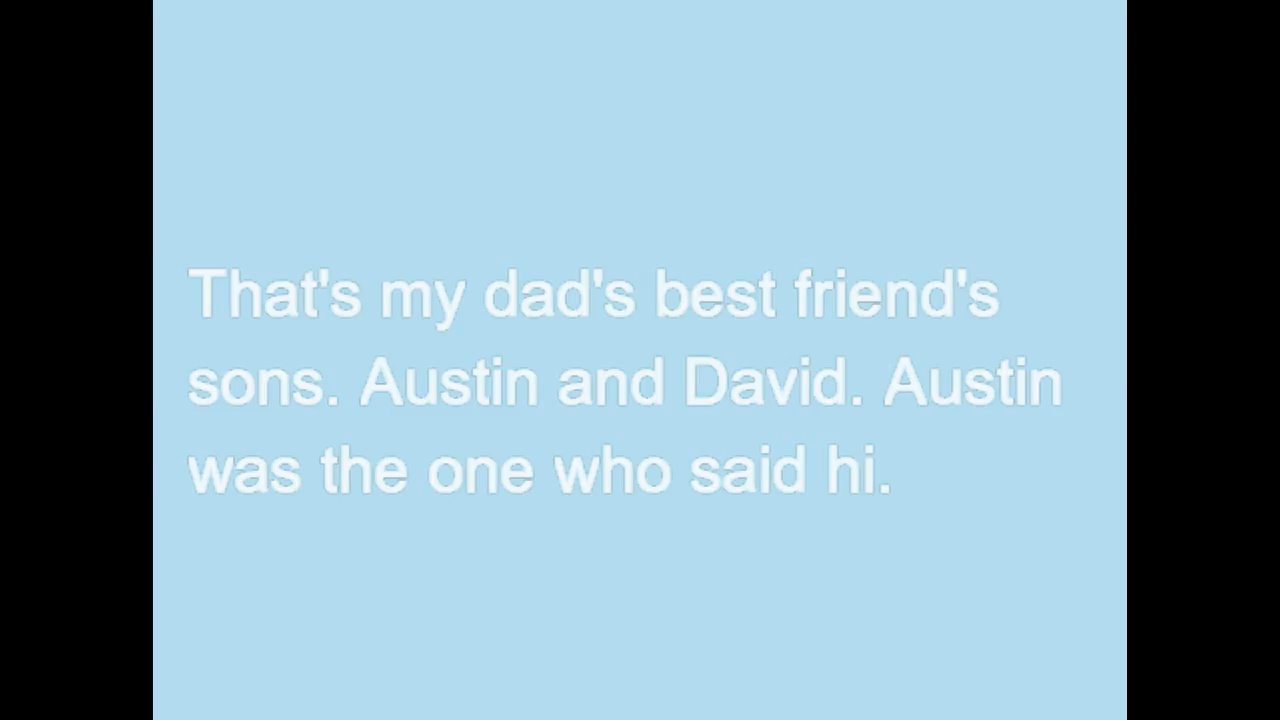 That's my dad's best friend's
sons. Austin and David. Austin
was the one who said hi.